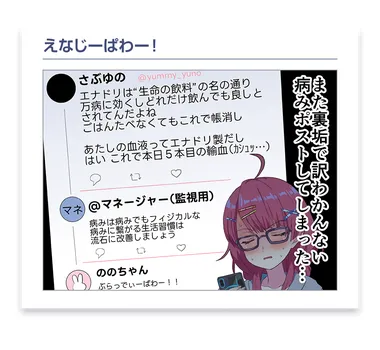 えなじーぱわー！
さぶゆの
@yummy_yuno
エナドリは“生命の飲料”の名の通り
万病に効くしどれだけ飲んでも良しと
されてんだよね
ごはんたべなくてもこれで帳消し
あたしの血液ってエナドリ製だし
はい これで本日５本目の輸血(ｶｼｭｯ…)
マネ
@マネージャー(監視用)
病みは病みでもフィジカルな
病みに繋がる生活習慣は
流石に改善しましょう
ののちゃん
ぶらっでぃーぱわー！！
また裏垢で訳わかんない
病みポストしてしまった…